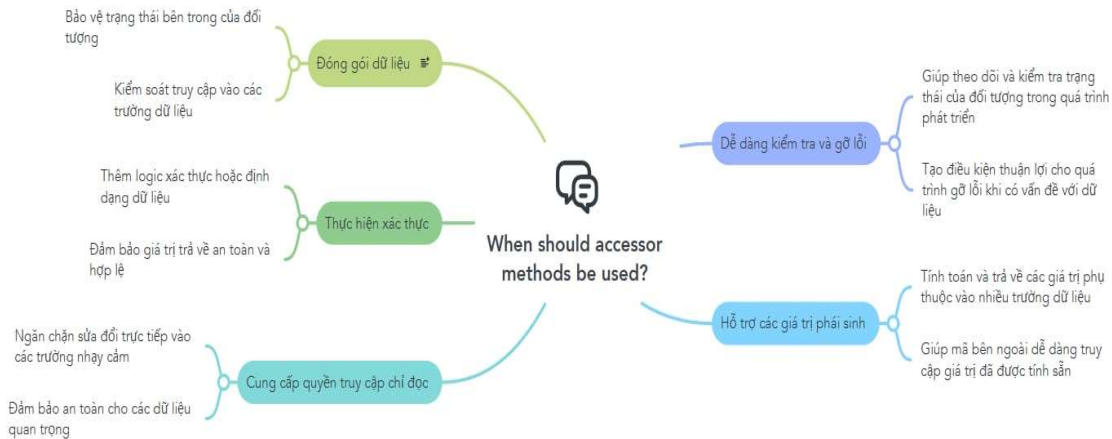 Bảo vệ trạng thái bên trong của đối
tượng
Kiểm soát truy cập vào các
trường dữ liệu
Đóng gói dữ liệu
Thêm logic xác thực hoặc định
dạng dữ liệu
Đảm bảo giá trị trả về an toàn và
hợp lệ
Thực hiện xác thực
Ngăn chặn sửa đổi trực tiếp vào
các trường nhạy cảm
Đảm bảo an toàn cho các dữ liệu
quan trọng
Cung cấp quyền truy cập chỉ đọc
When should accessor
methods be used?
Dễ dàng kiểm tra và gỡ lỗi
Giúp theo dõi và kiểm tra trạng
thái của đối tượng trong quá trình
phát triển
Tạo điều kiện thuận lợi cho quá
trình gỡ lỗi khi có vấn đề với dữ
liệu
Hỗ trợ các giá trị phái sinh
Tính toán và trả về các giá trị phụ
thuộc vào nhiều trường dữ liệu
Giúp mã bên ngoài dễ dàng truy
cập giá trị đã được tính sẵn